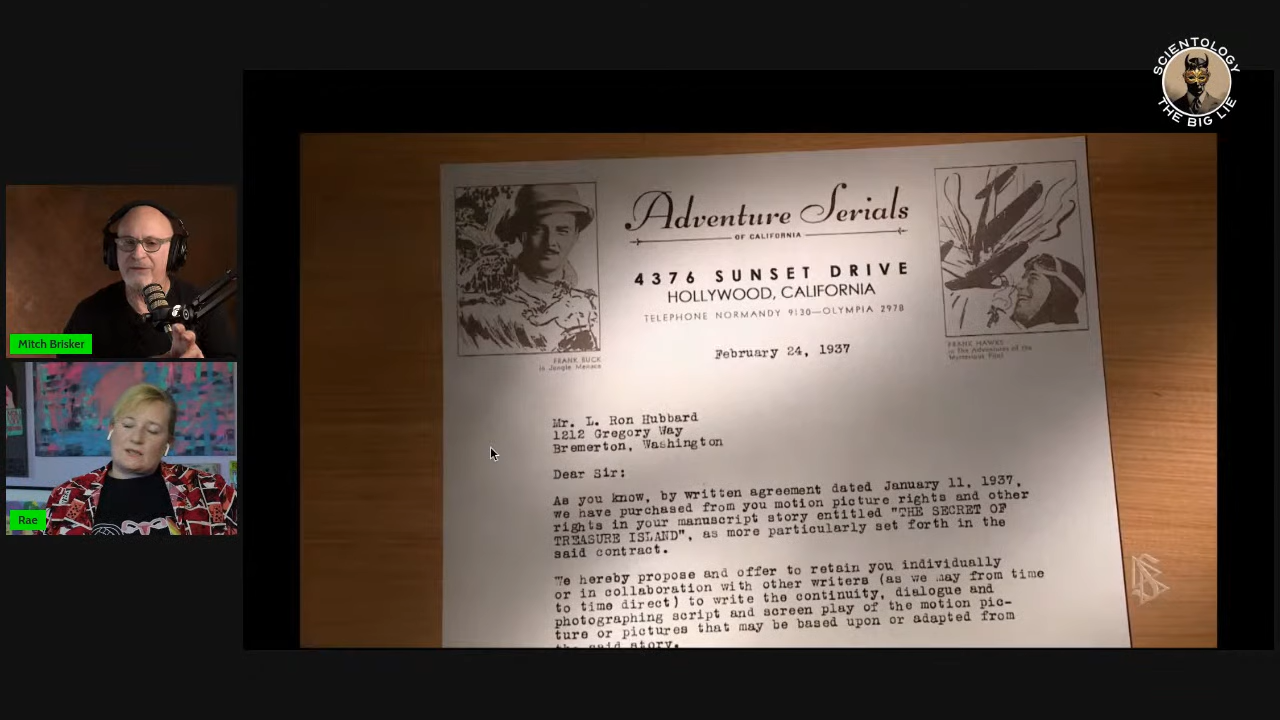 SCIENTOLOGY
THE BIG LIE
Mitch Brisker
Rae
Adventure Serials
OF CALIFORNIA
4376 SUNSET DRIVE
HOLLYWOOD, CALIFORNIA
TELEPHONE NORMANDY 9130—OLYMPIA 2978
FRANK BUCK
in Jungle Menace
FRANK HAWKS
in The Adventures of the
Mysterious Pilot
February 24, 1937
Mr. L. Ron Hubbard
1212 Gregory Way
Bremerton, Washington
Dear Sir:
As you know, by written agreement dated January 11, 1937,
we have purchased from you motion picture rights and other
rights in your manuscript story entitled "THE SECRET OF
TREASURE ISLAND", as more particularly set forth in the
said contract.
We hereby propose and offer to retain you individually
or in collaboration with other writers (as we may from time
to time direct) to write the continuity, dialogue and
photographing script and screen play of the motion pic-
ture or pictures that may be based upon or adapted from
the said story.